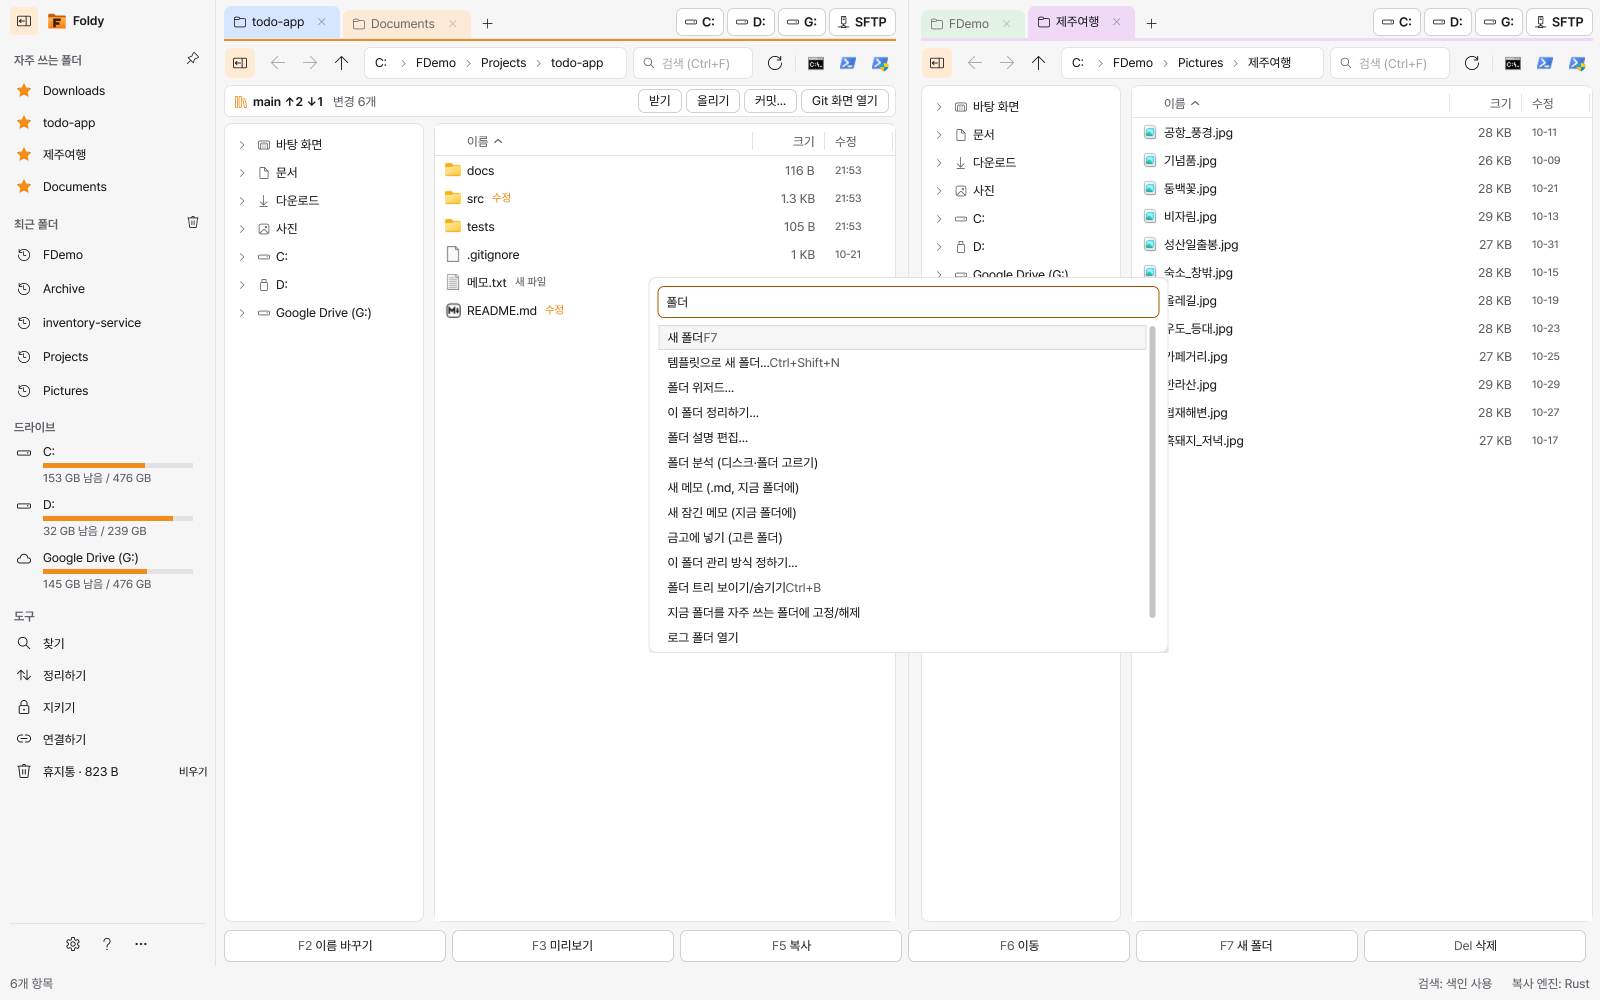 Foldy
자주 쓰는 폴더
Downloads
todo-app
제주여행
Documents
최근 폴더
FDemo
Archive
inventory-service
Projects
Pictures
드라이브
C:
153 GB 남음 / 476 GB
D:
32 GB 남음 / 239 GB
Google Drive (G:)
145 GB 남음 / 476 GB
도구
찾기
정리하기
지키기
연결하기
휴지통 · 823 B 비우기
todo-app Documents C: D: G: SFTP
C: FDemo Projects todo-app 검색 (Ctrl+F)
main ↑2 ↓1 변경 6개 받기 올리기 커밋... Git 화면 열기
바탕 화면
문서
다운로드
사진
C:
D:
Google Drive (G:)
이름 크기 수정
docs 116 B 21:53
src 수정 1.3 KB 21:53
tests 105 B 21:53
.gitignore 1 KB 10-21
메모.txt 새 파일
README.md 수정
폴더
새 폴더F7
템플릿으로 새 폴더...Ctrl+Shift+N
폴더 위저드...
이 폴더 정리하기...
폴더 설명 편집...
폴더 분석 (디스크·폴더 고르기)
새 메모 (.md, 지금 폴더에)
새 잠긴 메모 (지금 폴더에)
금고에 넣기 (고른 폴더)
이 폴더 관리 방식 정하기...
폴더 트리 보이기/숨기기Ctrl+B
지금 폴더를 자주 쓰는 폴더에 고정/해제
로그 폴더 열기
FDemo 제주여행 C: D: G: SFTP
C: FDemo Pictures 제주여행 검색 (Ctrl+F)
바탕 화면
문서
다운로드
사진
C:
D:
Google Drive (G:)
이름 크기 수정
공항_풍경.jpg 28 KB 10-11
기념품.jpg 26 KB 10-09
동백꽃.jpg 28 KB 10-21
비자림.jpg 29 KB 10-13
성산일출봉.jpg 27 KB 10-31
숙소_창밖.jpg 28 KB 10-15
올레길.jpg 28 KB 10-19
우도_등대.jpg 28 KB 10-23
카페거리.jpg 27 KB 10-25
한라산.jpg 29 KB 10-29
협재해변.jpg 28 KB 10-27
흑돼지_저녁.jpg 27 KB 10-17
F2 이름 바꾸기 F3 미리보기 F5 복사 F6 이동 F7 새 폴더 Del 삭제
6개 항목 검색: 색인 사용 복사 엔진: Rust